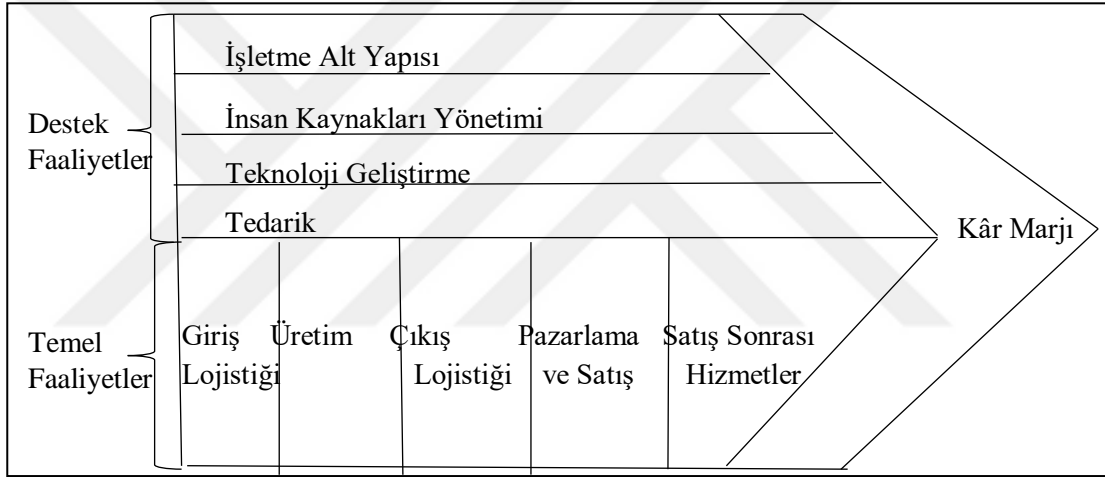 İşletme Alt Yapısı
İnsan Kaynakları Yönetimi
Destek
Faaliyetler
Teknoloji Geliştirme
Tedarik
Kâr Marjı
Temel
Faaliyetler
Giriş
Lojistiği
Üretim
Çıkış
Lojistiği
Pazarlama
ve Satış
Satış Sonrası
Hizmetler